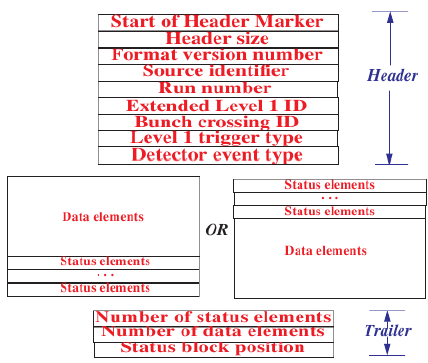 Start of Header Marker
Header size
Format version number
Source identifier
Run number
Extended Level 1 ID
Bunch crossing ID
Level 1 trigger type
Detector event type
Header
Data elements
Status elements
. . .
Status elements
OR
Status elements
. . .
Status elements
Data elements
Number of status elements
Number of data elements
Status block position
Trailer